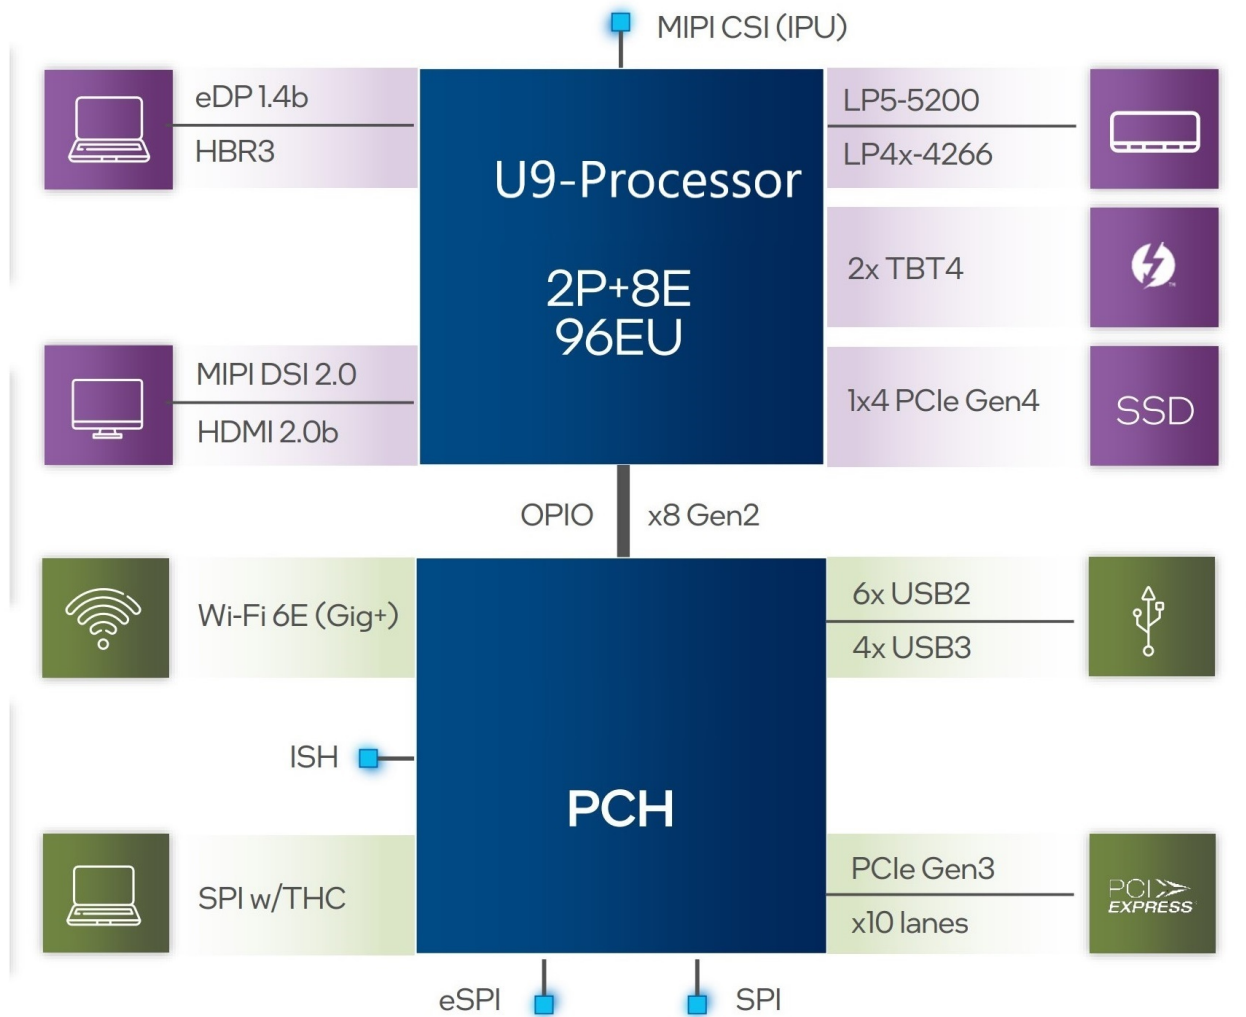 MIPI CSI (IPU)
eDP 1.4b
HBR3
U9-Processor
2P+8E
96EU
LP5-5200
LP4x-4266
2x TBT4
MIPI DSI 2.0
HDMI 2.0b
1x4 PCIe Gen4
SSD
OPIO
x8 Gen2
Wi-Fi 6E (Gig+)
6x USB2
4x USB3
ISH
PCH
SPI w/THC
PCIe Gen3
x10 lanes
PCI
EXPRESS
eSPI
SPI